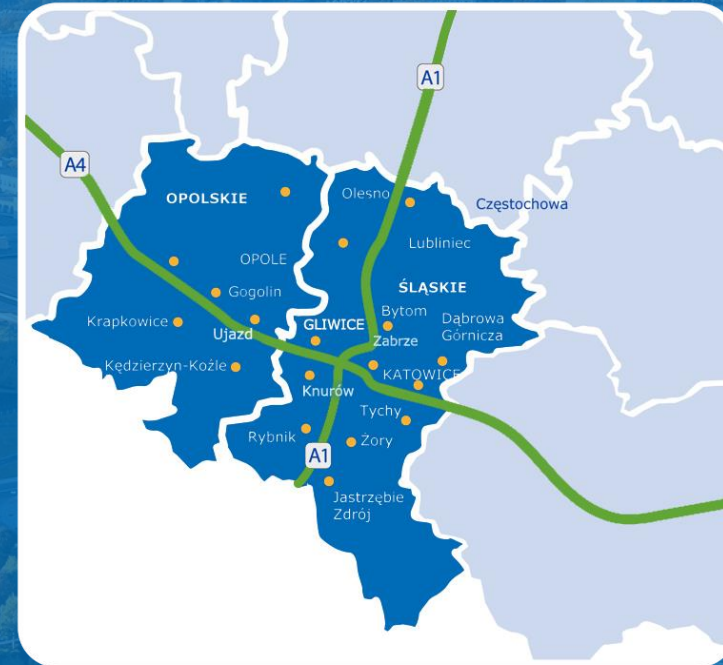 A1
A4
OPOLSKIE
Olesno
Częstochowa
Lubliniec
OPOLE
ŚLĄSKIE
Gogolin
Bytom
Dąbrowa
Górnicza
Krapkowice
GLIWICE
Ujazd
Zabrze
Kędzierzyn-Koźle
KATOWICE
Knurów
Tychy
Rybnik
Żory
A1
Jastrzębie
Zdrój